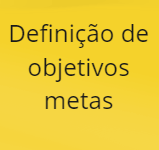 Definição de
objetivos
metas